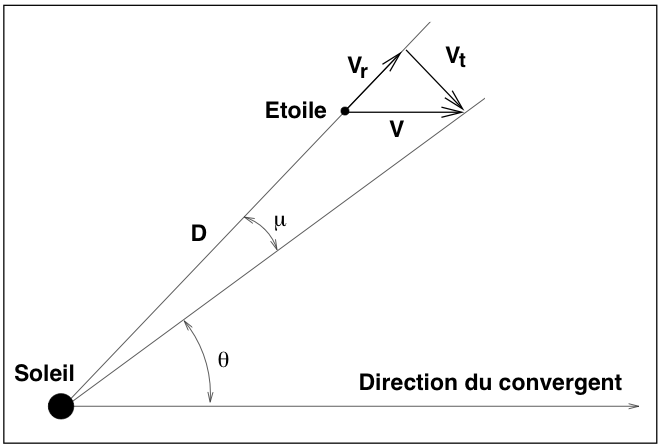 Vr
Vt
Etoile
V
D
μ
θ
Soleil
Direction du convergent